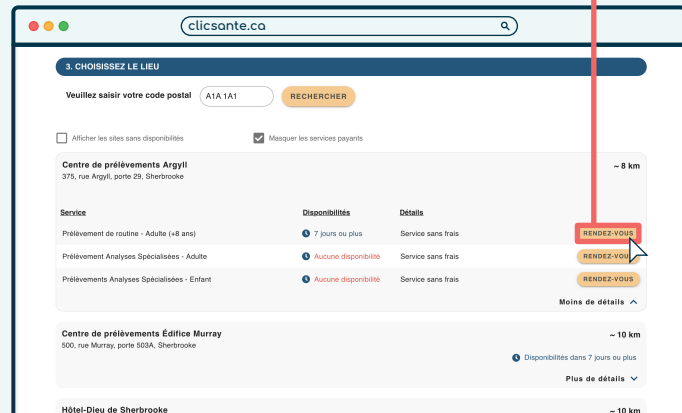 clicsante.ca
3. CHOISISSEZ LE LIEU
Veuillez saisir votre code postal A1A 1A1 RECHERCHER
Afficher les sites sans disponibilités Masquer les services payants
Centre de prélèvements Argyll ~ 8 km
375, rue Argyll, porte 29, Sherbrooke
Service Disponibilités Détails
Prélèvement de routine - Adulte (+8 ans) 7 jours ou plus Service sans frais RENDEZ-VOUS
Prélèvement Analyses Spécialisées - Adulte Aucune disponibilité Service sans frais RENDEZ-VOUS
Prélèvements Analyses Spécialisées - Enfant Aucune disponibilité Service sans frais RENDEZ-VOUS
Moins de détails
Centre de prélèvements Édifice Murray ~ 10 km
500, rue Murray, porte 503A, Sherbrooke
Disponibilités dans 7 jours ou plus
Plus de détails
Hôtel-Dieu de Sherbrooke ~ 10 km